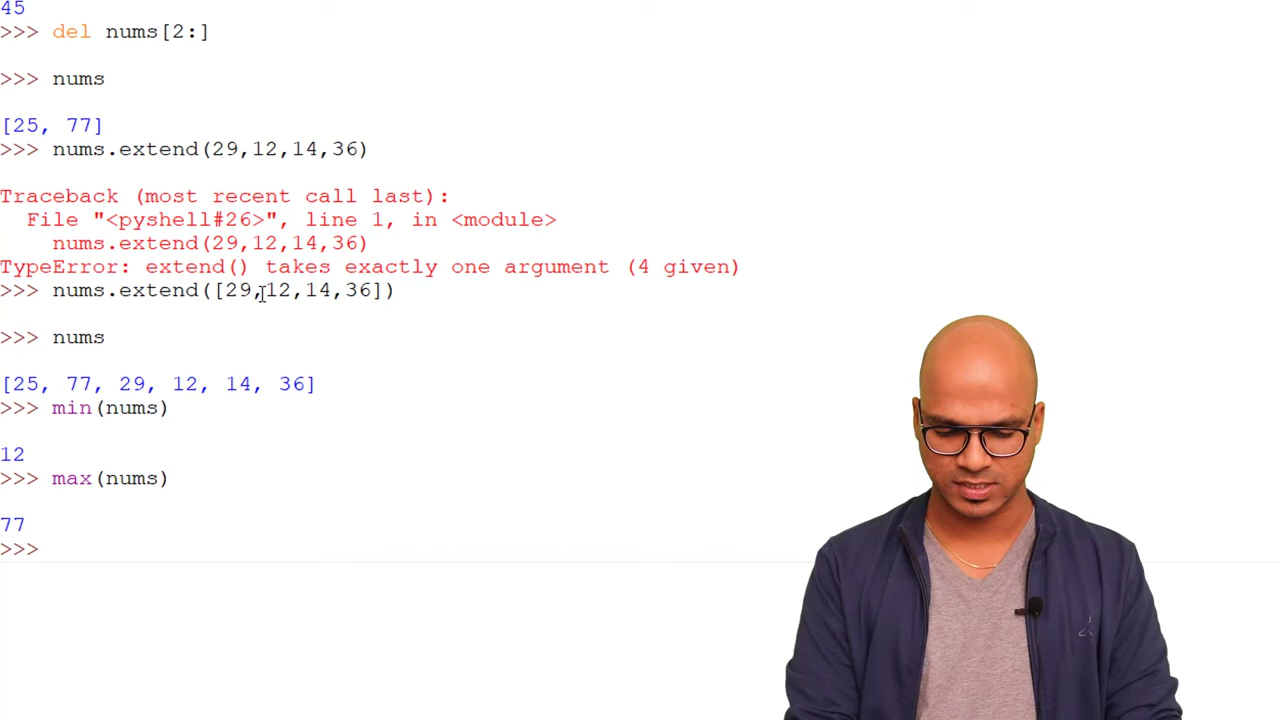 45
>>> del nums[2:]
>>> nums
[25, 77]
>>> nums.extend(29,12,14,36)
Traceback (most recent call last):
  File "<pyshell#26>", line 1, in <module>
    nums.extend(29,12,14,36)
TypeError: extend() takes exactly one argument (4 given)
>>> nums.extend([29,12,14,36])
>>> nums
[25, 77, 29, 12, 14, 36]
>>> min(nums)
12
>>> max(nums)
77
>>>